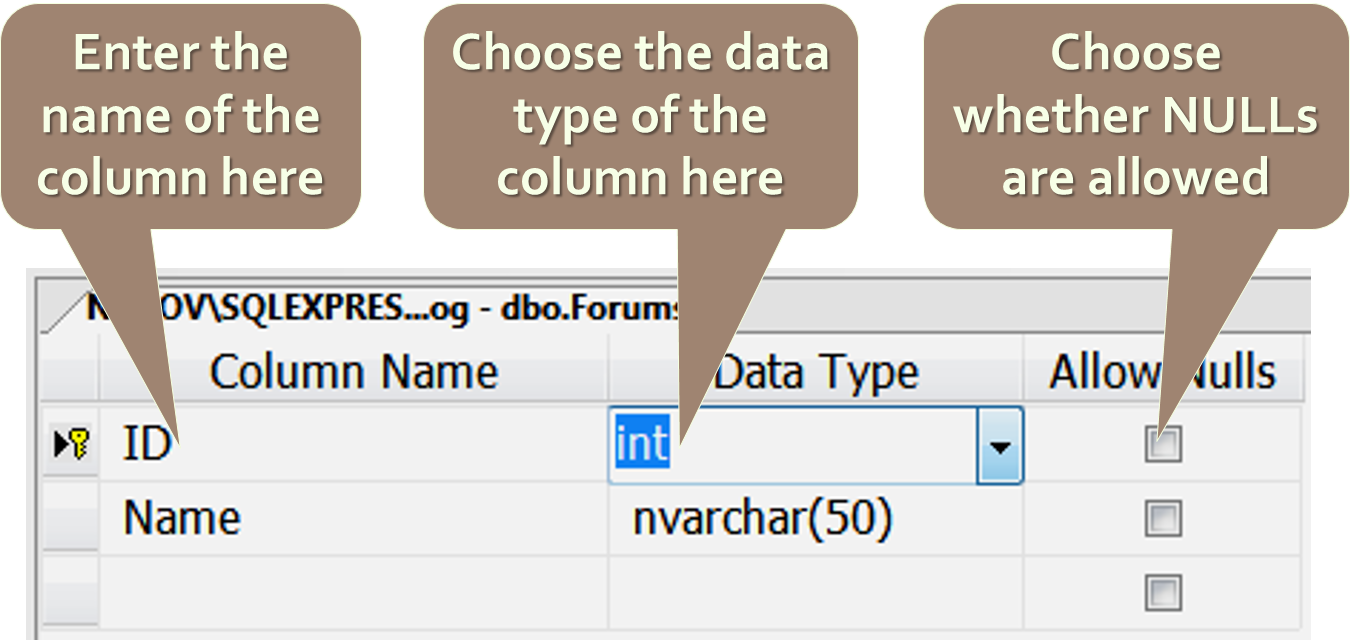 Enter the
name of the
column here
Choose the data
type of the
column here
Choose
whether NULLs
are allowed
OV\SQLEXPRES...og - dbo.Forums
Column Name
Data Type
Allow Nulls
ID
int
Name
nvarchar(50)